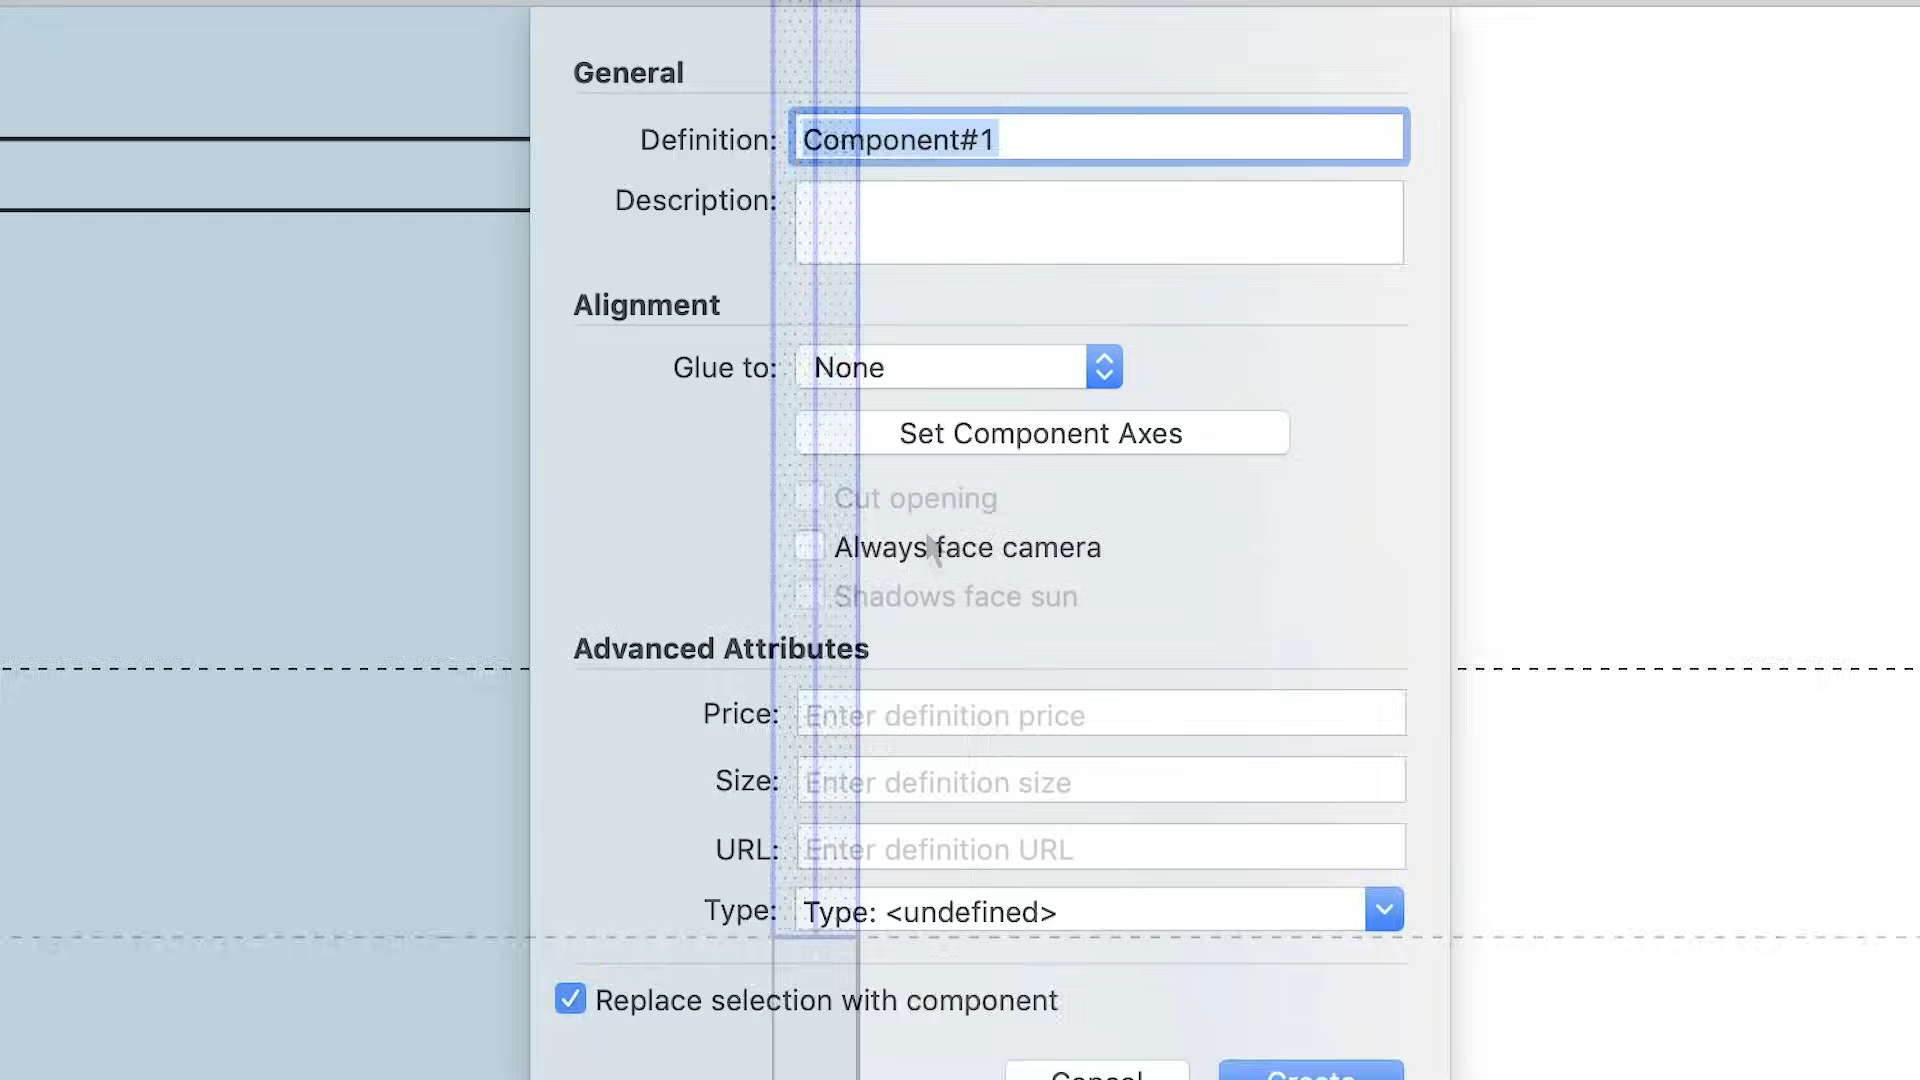 General
Definition: Component#1
Description:
Alignment
Glue to: None
Set Component Axes
Cut opening
Always face camera
Shadows face sun
Advanced Attributes
Price: Enter definition price
Size: Enter definition size
URL: Enter definition URL
Type: Type: <undefined>
Replace selection with component
Cancel Create